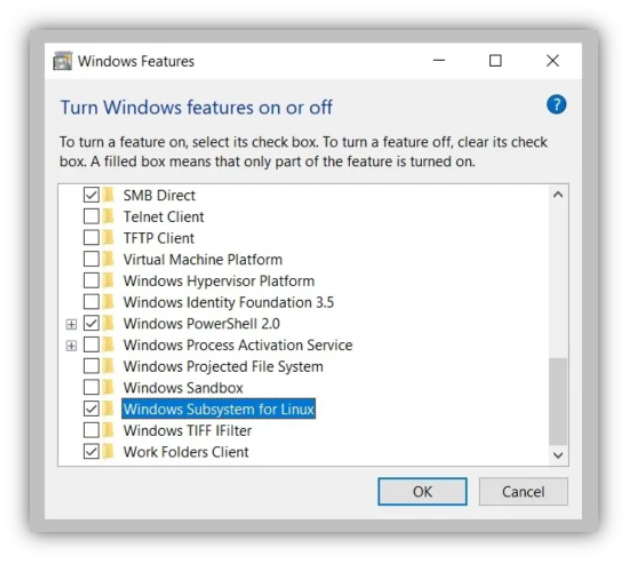 Windows Features
Turn Windows features on or off
To turn a feature on, select its check box. To turn a feature off, clear its check
box. A filled box means that only part of the feature is turned on.
SMB Direct
Telnet Client
TFTP Client
Virtual Machine Platform
Windows Hypervisor Platform
Windows Identity Foundation 3.5
Windows PowerShell 2.0
Windows Process Activation Service
Windows Projected File System
Windows Sandbox
Windows Subsystem for Linux
Windows TIFF IFilter
Work Folders Client
OK Cancel